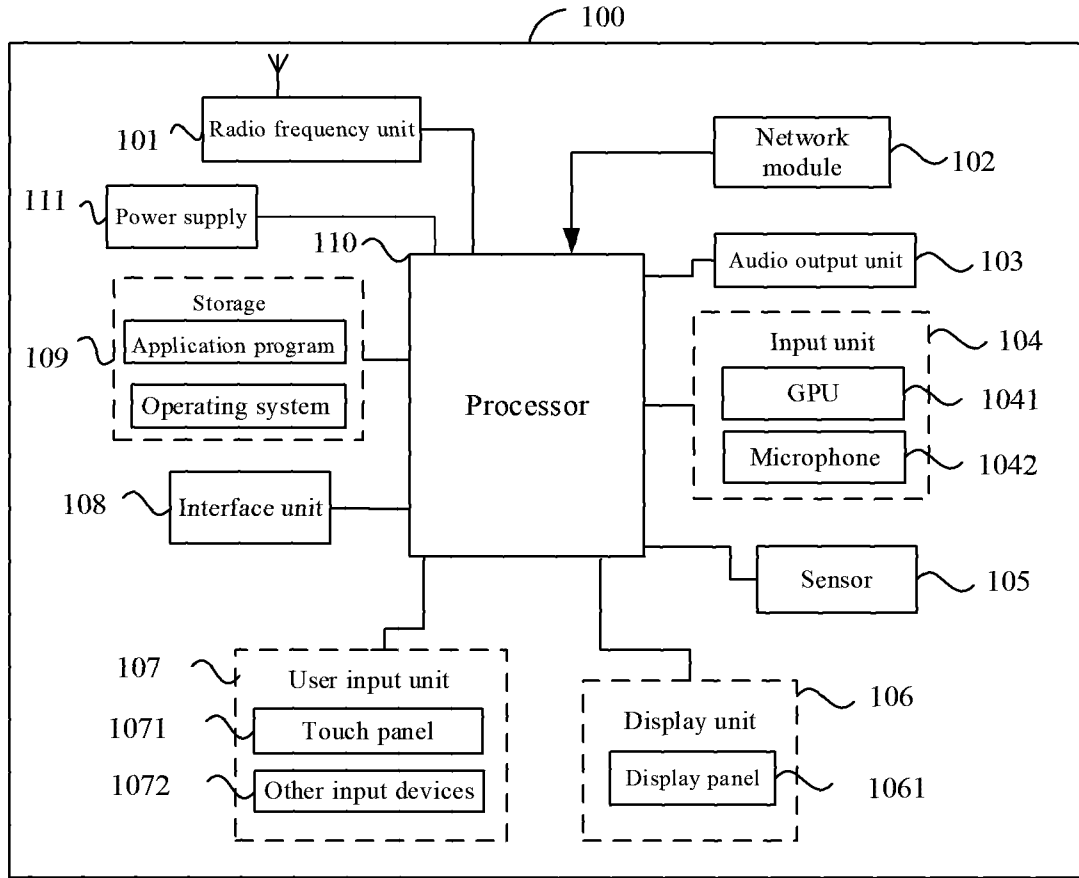 100
101
Radio frequency unit
Network
module
102
111
Power supply
110
Audio output unit
103
Storage
109
Application program
Operating system
Processor
Input unit
104
GPU
1041
Microphone
1042
108
Interface unit
Sensor
105
107
User input unit
1071
Touch panel
1072
Other input devices
106
Display unit
Display panel
1061